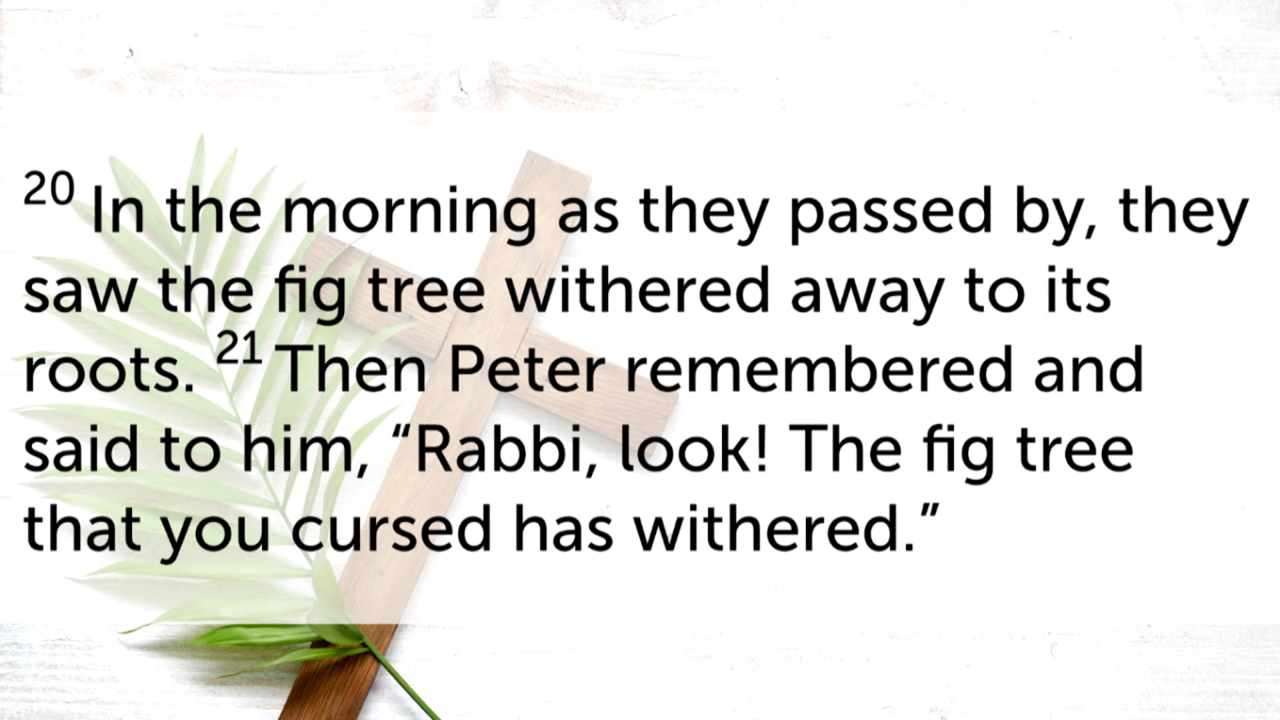 20 In the morning as they passed by, they
saw the fig tree withered away to its
roots. 21 Then Peter remembered and
said to him, “Rabbi, look! The fig tree
that you cursed has withered.”